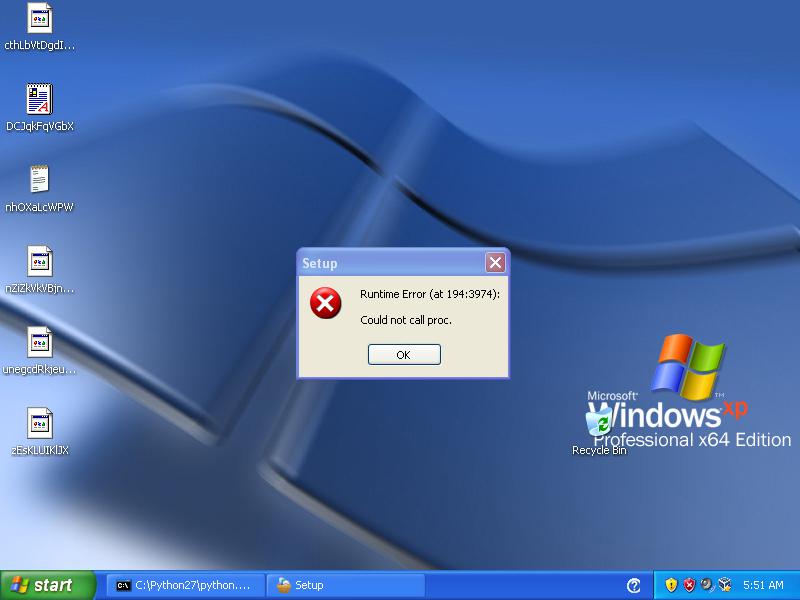 cthLbVtDgdI...
DCJqkFqVGbX
nhOXaLcWPW
nZiZkVkVBjn...
unegcdRkjeu...
zEsKLUIKlJX
Setup
Runtime Error (at 194:3974):
Could not call proc.
OK
Microsoft®
Windows xp
Professional x64 Edition
Recycle Bin
start
C:\Python27\python....
Setup
5:51 AM